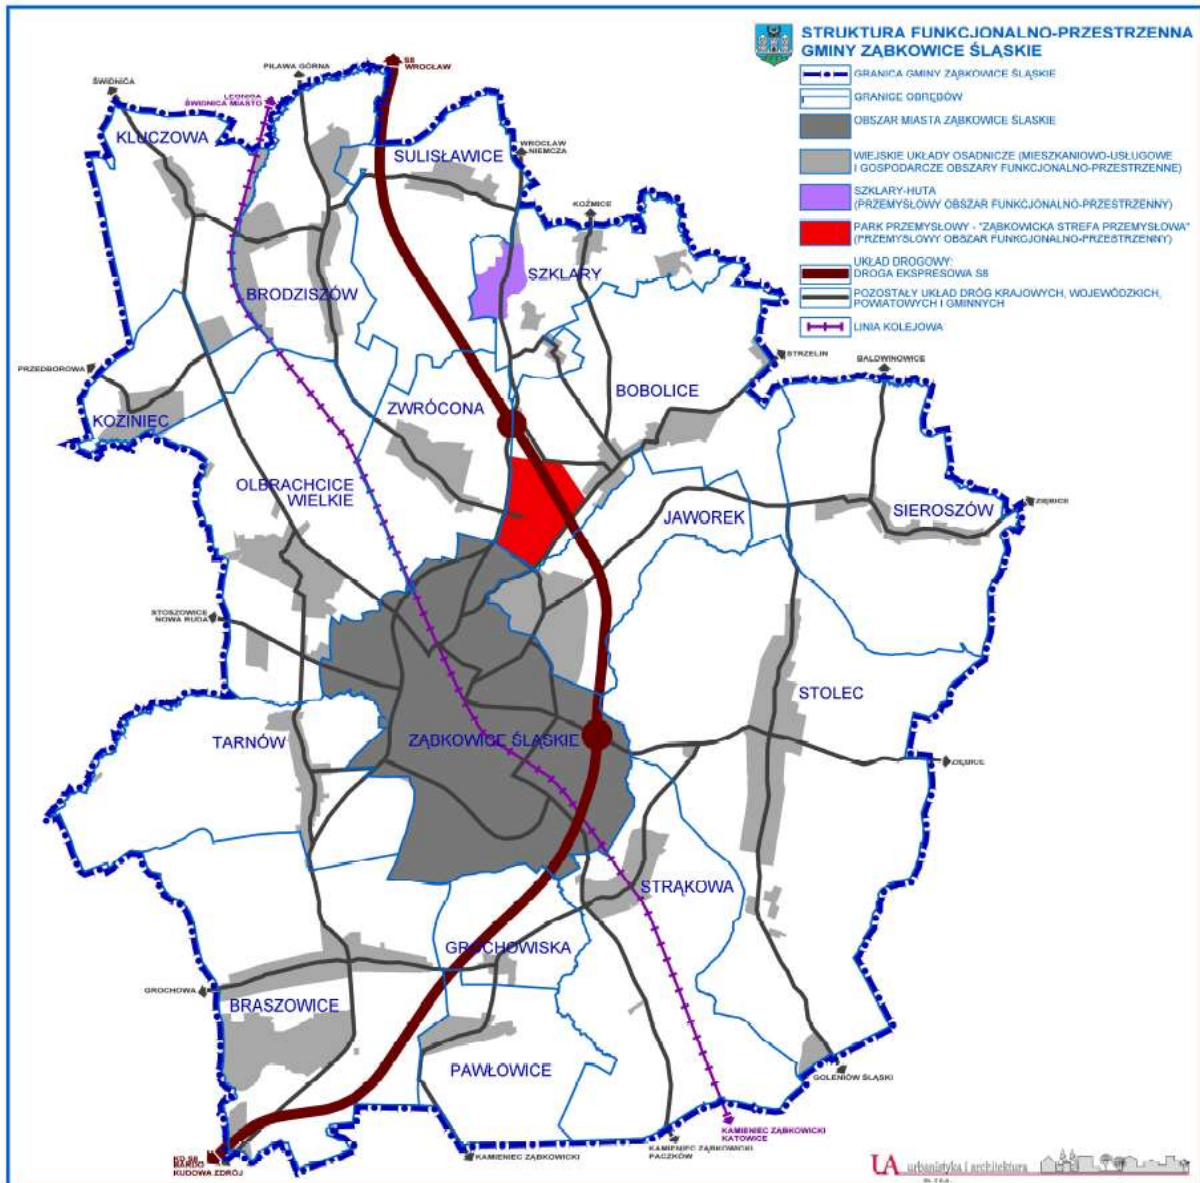 STRUKTURA FUNKCJONALNO-PRZESTRZENNA
GMINY ZĄBKOWICE ŚLĄSKIE
GRANICA GMINY ZĄBKOWICE ŚLĄSKIE
GRANICE OBRĘBÓW
OBSZAR MIASTA ZĄBKOWICE ŚLĄSKIE
WIEJSKIE UKŁADY OSADNICZE (MIESZKANIOWO-USŁUGOWE
I GOSPODARCZE OBSZARY FUNKCJONALNO-PRZESTRZENNE)
SZKLARY-HUTA
(PRZEMYSŁOWY OBSZAR FUNKCJONALNO-PRZESTRZENNY)
PARK PRZEMYSŁOWY - "ZĄBKOWICKA STREFA PRZEMYSŁOWA"
(PRZEMYSŁOWY OBSZAR FUNKCJONALNO-PRZESTRZENNY)
UKŁAD DROGOWY:
DROGA EKSPRESOWA S8
POZOSTAŁY UKŁAD DRÓG KRAJOWYCH, WOJEWÓDZKICH,
POWIATOWYCH I GMINNYCH
LINIA KOLEJOWA
S8
WROCŁAW
PIŁAWA GÓRNA
ŚWIDNICA
LEGNICA
ŚWIDNICA MIASTO
KLUCZOWA
SULISŁAWICE
WROCŁAW
NIEMCZA
KOŹMICE
SZKLARY
BRODZISZÓW
STRZELIN
BALDWINOWICE
PRZEDBOROWA
BOBOLICE
ZWRÓCONA
KOZINIEC
OLBRACHCICE
WIELKIE
ZIĘBICE
SIEROSZÓW
JAWOREK
STOSZOWICE
NOWA RUDA
STOLEC
TARNÓW
ZĄBKOWICE ŚLĄSKIE
ZIĘBICE
STRĄKOWA
GROCHOWISKA
GROCHOWA
BRASZOWICE
PAWŁOWICE
GOLENIÓW ŚLĄSKI
KAMIENIEC ZĄBKOWICKI
KATOWICE
KAMIENIEC ZĄBKOWICKI
PACZKÓW
KAMIENIEC ZĄBKOWICKI
KD S8
BARDO
KUDOWA ZDRÓJ
UA urbanistyka i architektura